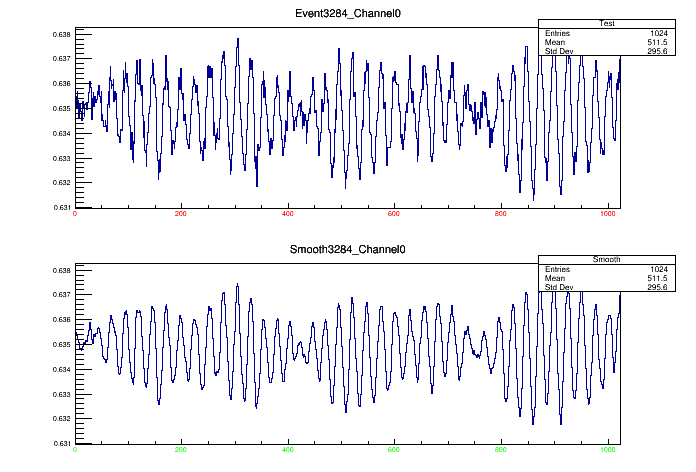 Event3284_Channel0
Test
Entries 1024
Mean 511.5
Std Dev 295.6
0.638
0.637
0.636
0.635
0.634
0.633
0.632
0.631
0 200 400 600 800 1000
Smooth3284_Channel0
Smooth
Entries 1024
Mean 511.5
Std Dev 295.6
0.638
0.637
0.636
0.635
0.634
0.633
0.632
0.631
0 200 400 600 800 1000